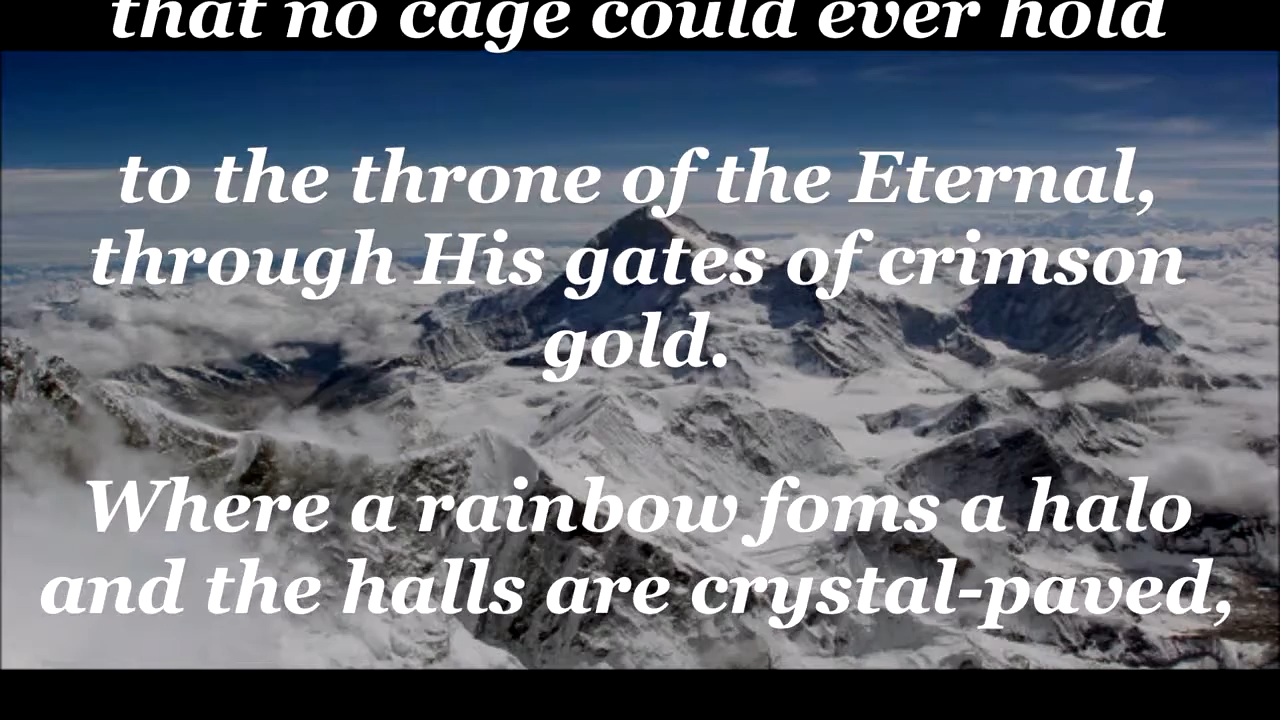 that no cage could ever hold
to the throne of the Eternal,
through His gates of crimson
gold.
Where a rainbow foms a halo
and the halls are crystal-paved,